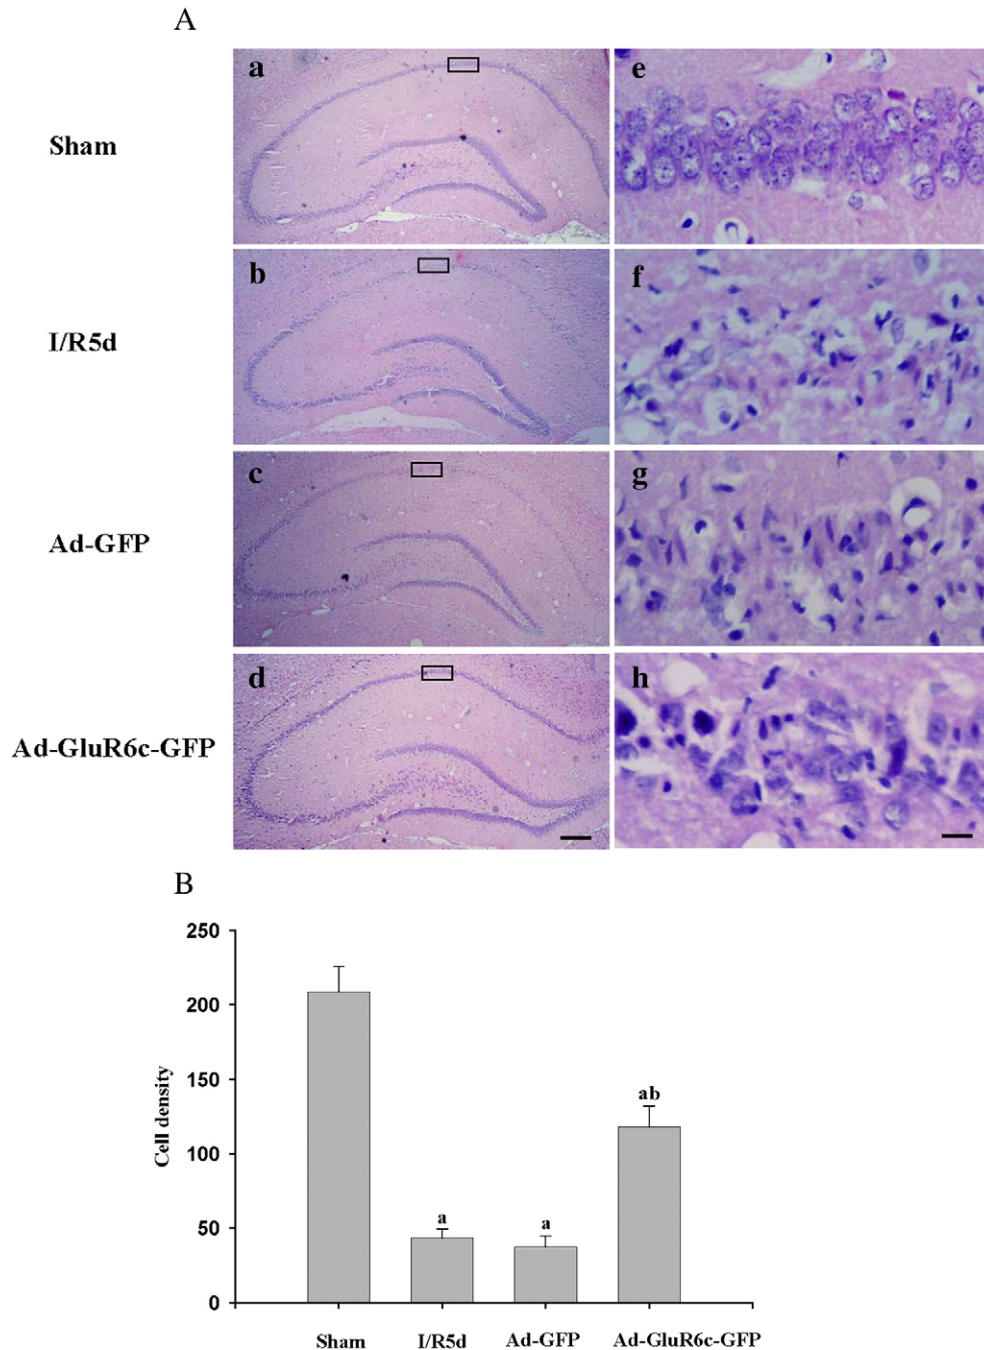 A
Sham
a
e
I/R5d
b
f
Ad-GFP
c
g
Ad-GluR6c-GFP
d
h
B
Cell density
250
200
150
100
50
0
a
a
ab
Sham
I/R5d
Ad-GFP
Ad-GluR6c-GFP